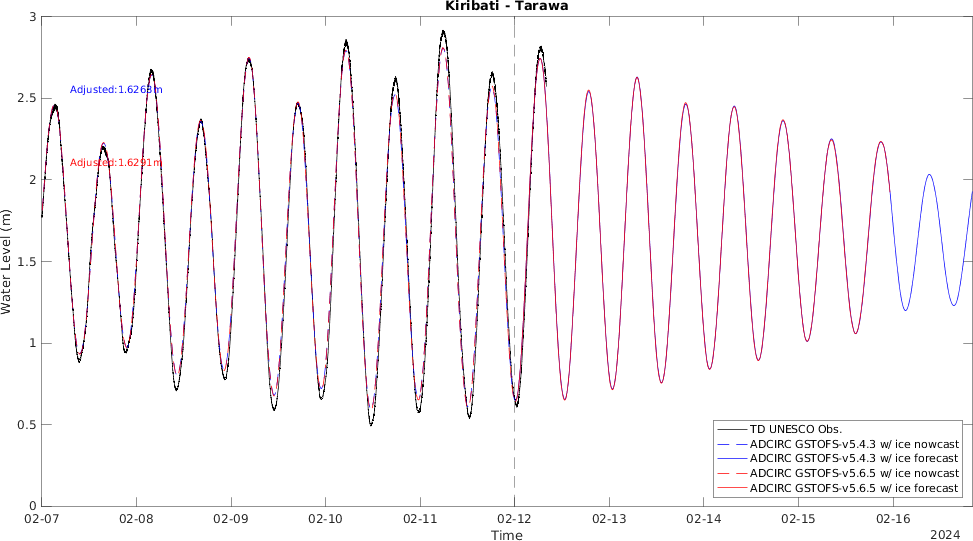 Kiribati - Tarawa
3
2.5
2
1.5
1
0.5
0
Water Level (m)
Adjusted:1.6263m
Adjusted:1.6291m
TD UNESCO Obs.
ADCIRC GSTOFS-v5.4.3 w/ ice nowcast
ADCIRC GSTOFS-v5.4.3 w/ ice forecast
ADCIRC GSTOFS-v5.6.5 w/ ice nowcast
ADCIRC GSTOFS-v5.6.5 w/ ice forecast
02-07 02-08 02-09 02-10 02-11 02-12 02-13 02-14 02-15 02-16
Time
2024